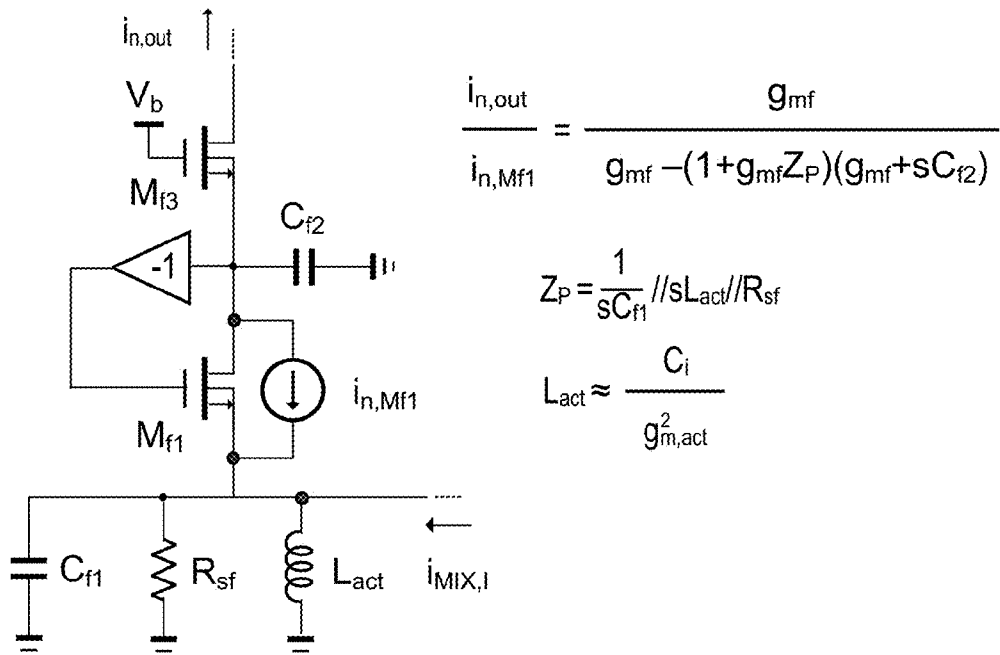 i_n,out
V_b
M_f3
C_f2
-1
i_n,Mf1
M_f1
C_f1
R_sf
L_act
i_MIX,I
i_n,out / i_n,Mf1 = g_mf / g_mf −(1+g_mf Z_P)(g_mf+sC_f2)
Z_P = 1/sC_f1 //sL_act//R_sf
L_act ≈ C_i / g²_m,act